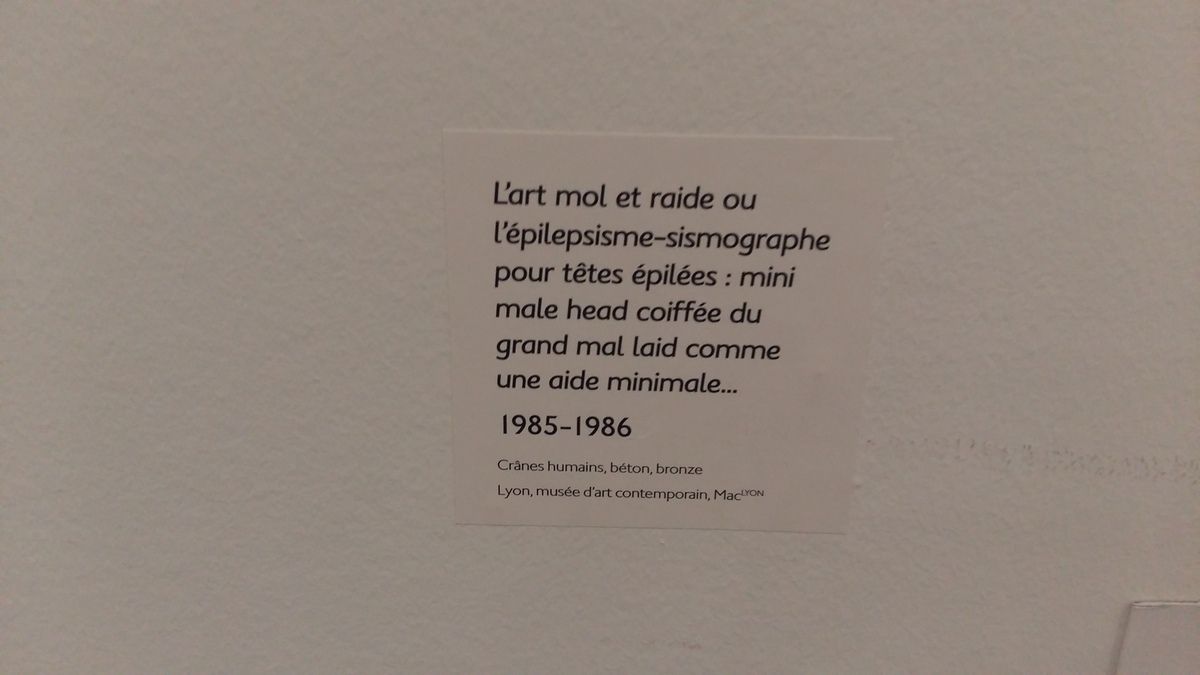 L'art mol et raide ou
l'épilepsisme-sismographe
pour têtes épilées : mini
male head coiffée du
grand mal laid comme
une aide minimale...
1985-1986
Crânes humains, béton, bronze
Lyon, musée d'art contemporain, MacLYON